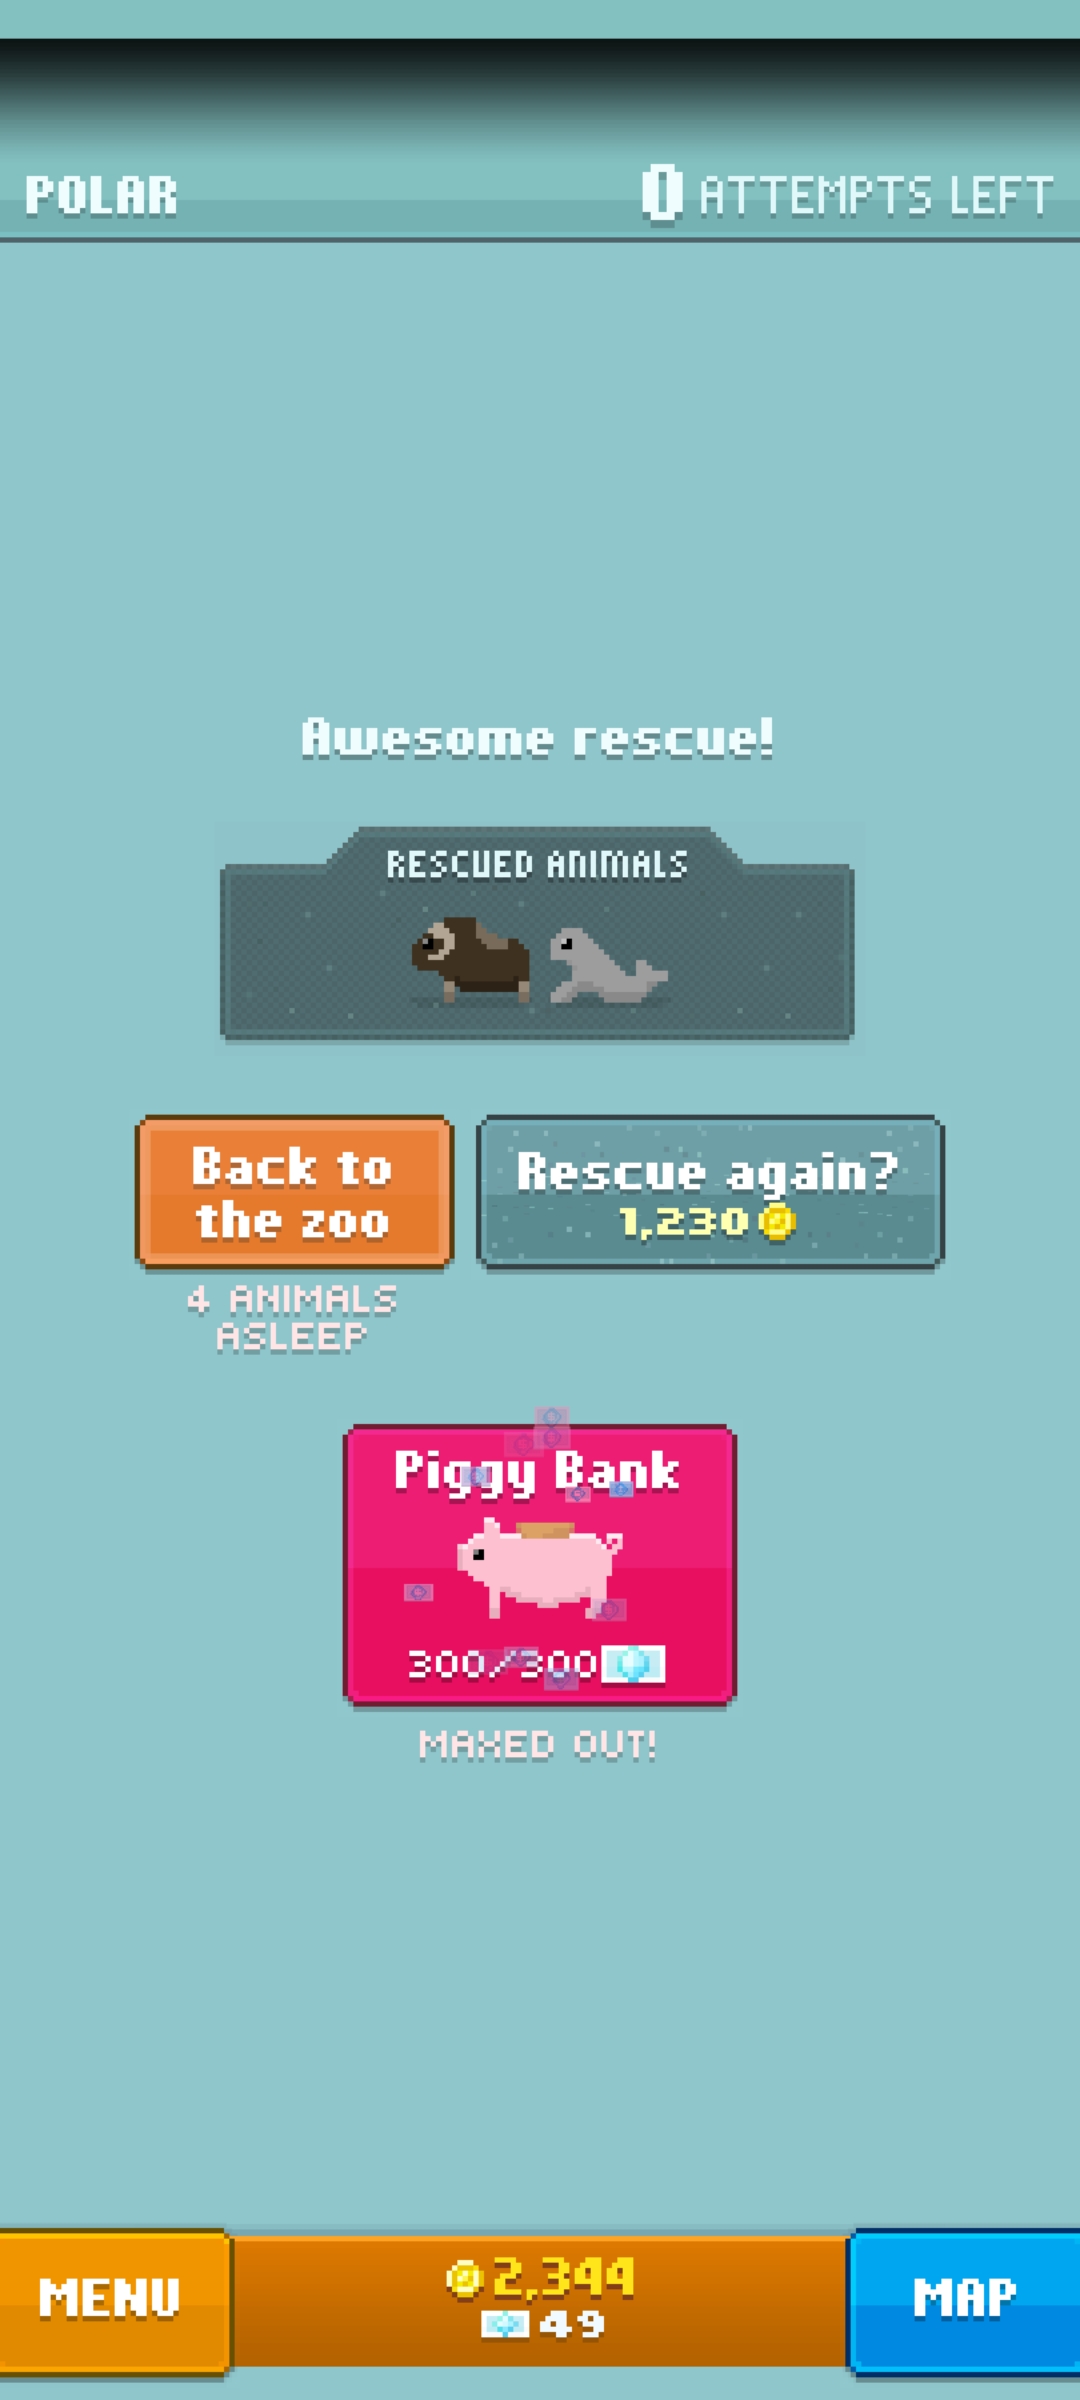 POLAR
0 ATTEMPTS LEFT
Awesome rescue!
RESCUED ANIMALS
Back to
the zoo
Rescue again?
1,230
4 ANIMALS
ASLEEP
Piggy Bank
300/300
MAXED OUT!
MENU
2,344
49
MAP